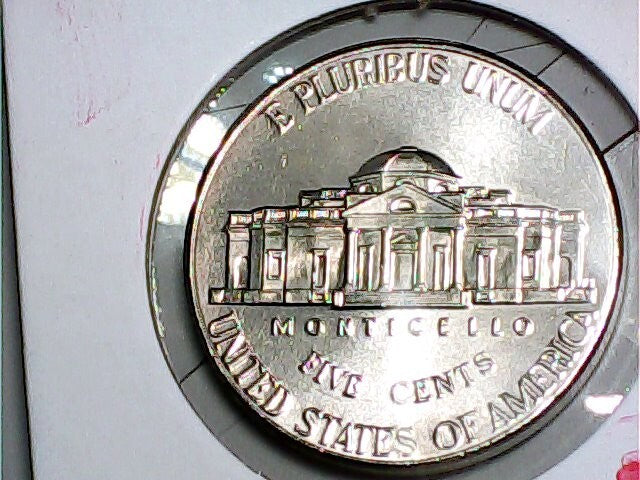 E PLURIBUS UNUM
MONTICELLO
FIVE CENTS
UNITED STATES OF AMERICA